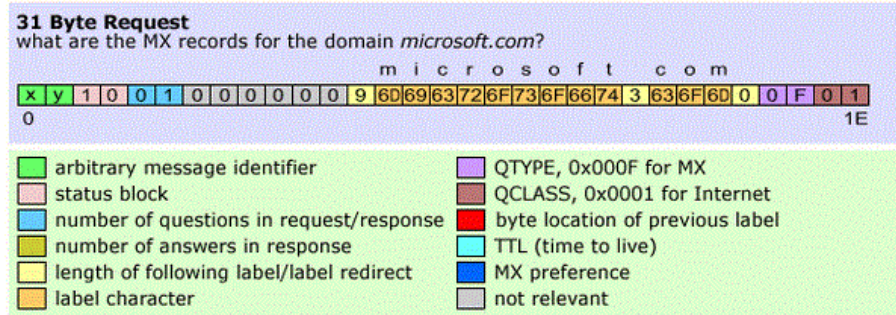 31 Byte Request
what are the MX records for the domain microsoft.com?
m i c r o s o f t c o m
x y 1 0 0 1 0 0 0 0 0 0 9 6D 69 63 72 6F 73 6F 66 74 3 63 6F 6D 0 0 F 0 1
0 1E
arbitrary message identifier
status block
number of questions in request/response
number of answers in response
length of following label/label redirect
label character
QTYPE, 0x000F for MX
QCLASS, 0x0001 for Internet
byte location of previous label
TTL (time to live)
MX preference
not relevant